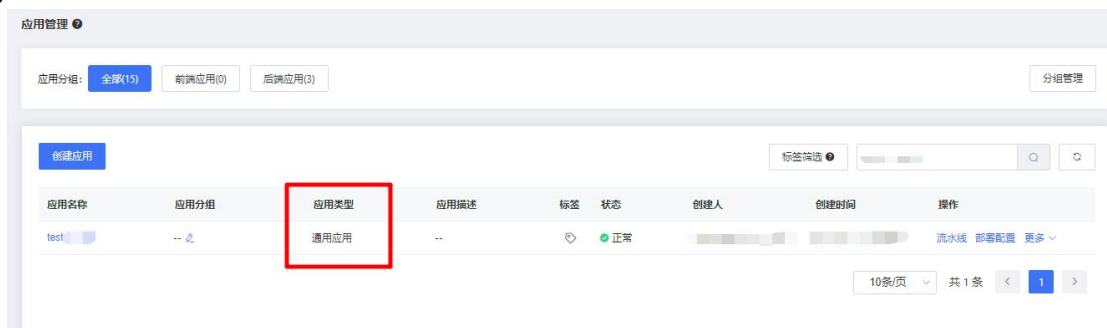 应用管理
应用分组: 全部(15) 前端应用(0) 后端应用(3) 分组管理
创建应用 标签筛选
应用名称 应用分组 应用类型 应用描述 标签 状态 创建人 创建时间 操作
test -- 通用应用 -- 正常 流水线 部署配置 更多
10条/页 共 1 条 < 1 >